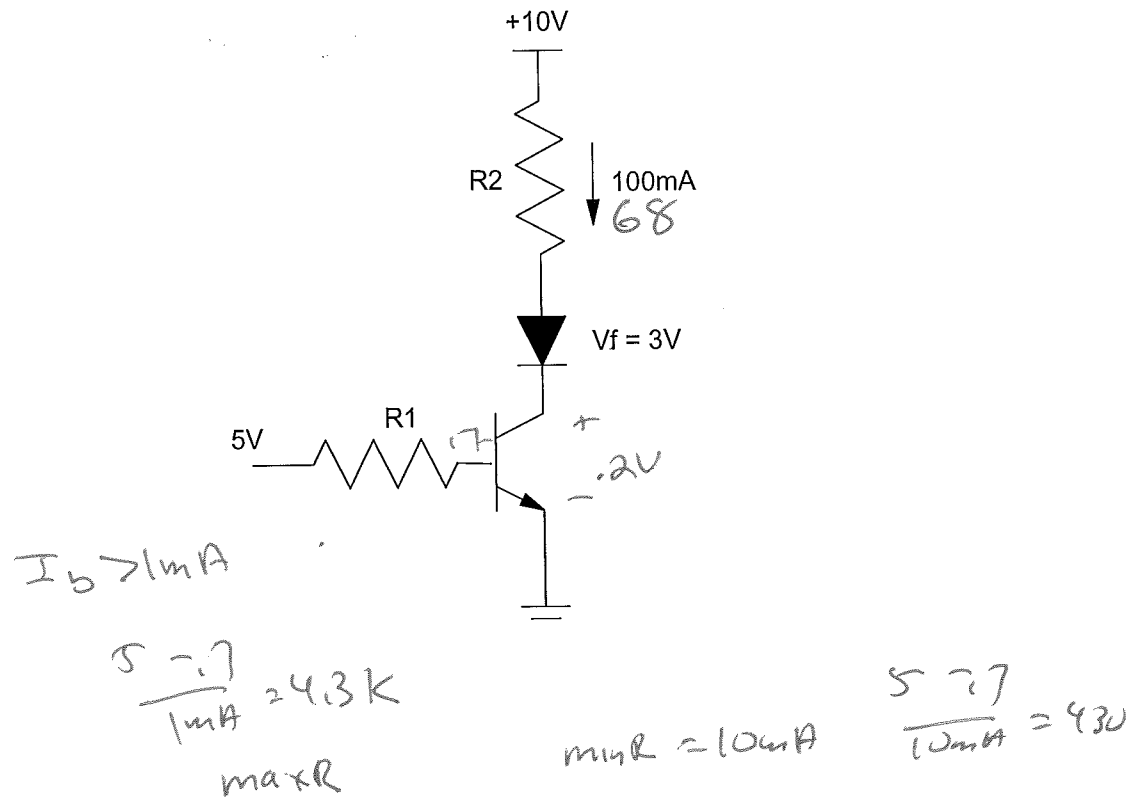 +10V
R2
100mA
68
Vf = 3V
R1
5V
.7
+
.2V
-
Ib >1mA
5 - .7
1mA
= 4.3K
maxR
minR = 10mA
5 - .7
10mA
= 430